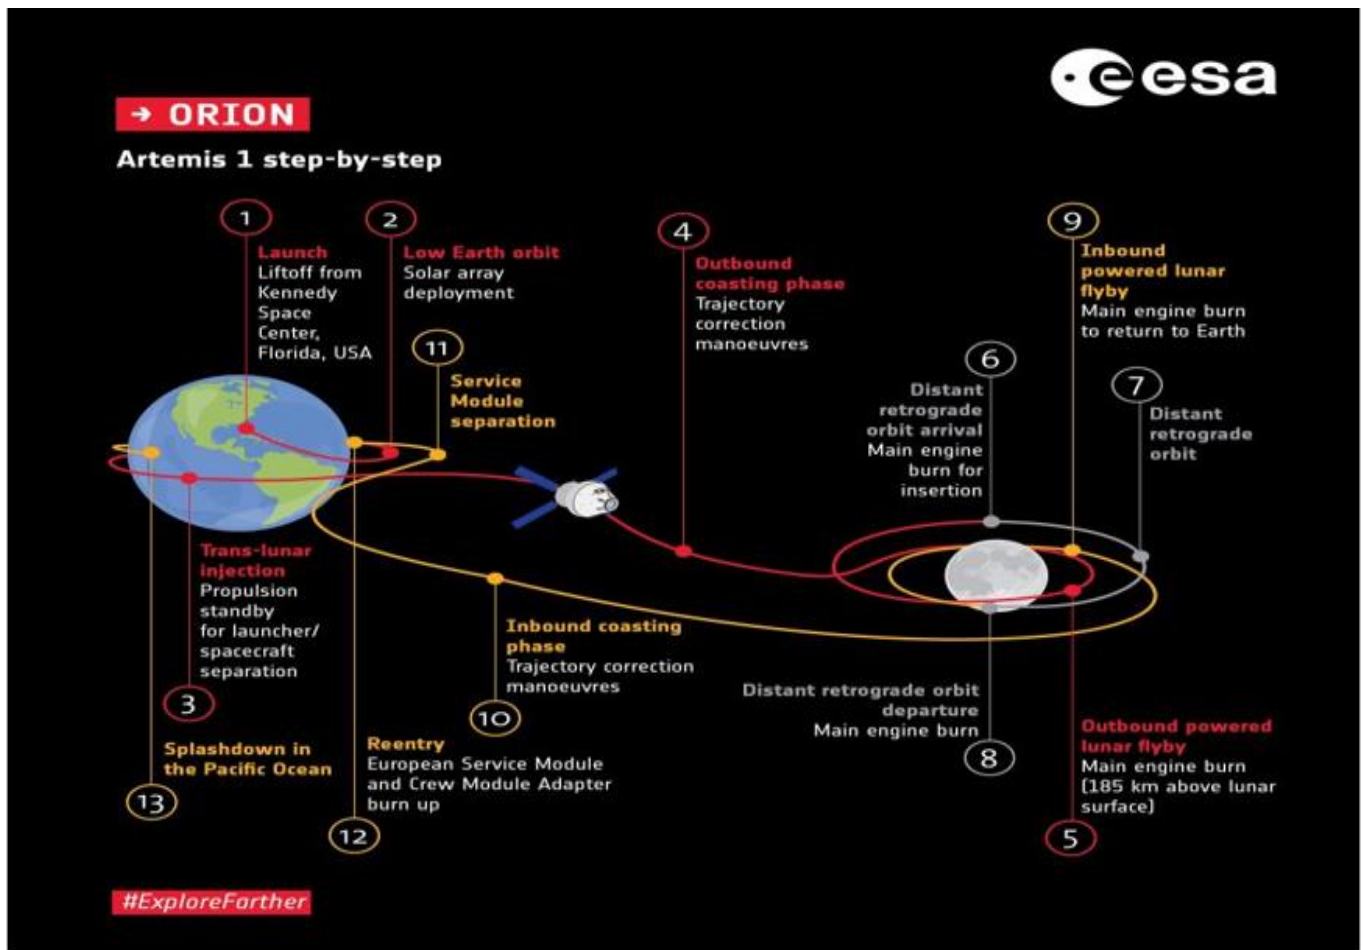 esa
→ ORION
Artemis 1 step-by-step
1
Launch
Liftoff from
Kennedy
Space
Center,
Florida, USA
2
Low Earth orbit
Solar array
deployment
3
Trans-lunar
injection
Propulsion
standby
for launcher/
spacecraft
separation
4
Outbound
coasting phase
Trajectory
correction
manoeuvres
5
Outbound powered
lunar flyby
Main engine burn
(185 km above lunar
surface)
6
Distant
retrograde
orbit arrival
Main engine
burn for
insertion
7
Distant
retrograde
orbit
8
Distant retrograde orbit
departure
Main engine burn
9
Inbound
powered lunar
flyby
Main engine burn
to return to Earth
10
Inbound coasting
phase
Trajectory correction
manoeuvres
11
Service
Module
separation
12
Reentry
European Service Module
and Crew Module Adapter
burn up
13
Splashdown in
the Pacific Ocean
#ExploreFarther